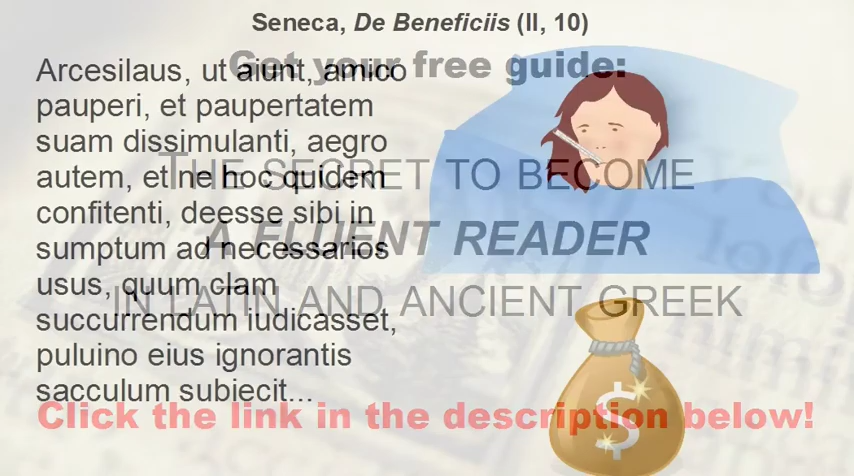 Seneca, De Beneficiis (II, 10)
Get your free guide:
Arcesilaus, ut aiunt, amico
pauperi, et paupertatem
suam dissimulanti, aegro
autem, et ne hoc quidem
confitenti, deesse sibi in
sumptum ad necessarios
usus, quum clam
succurrendum iudicasset,
puluino eius ignorantis
sacculum subiecit...
THE SECRET TO BECOME
A FLUENT READER
IN LATIN AND ANCIENT GREEK
Click the link in the description below!
$